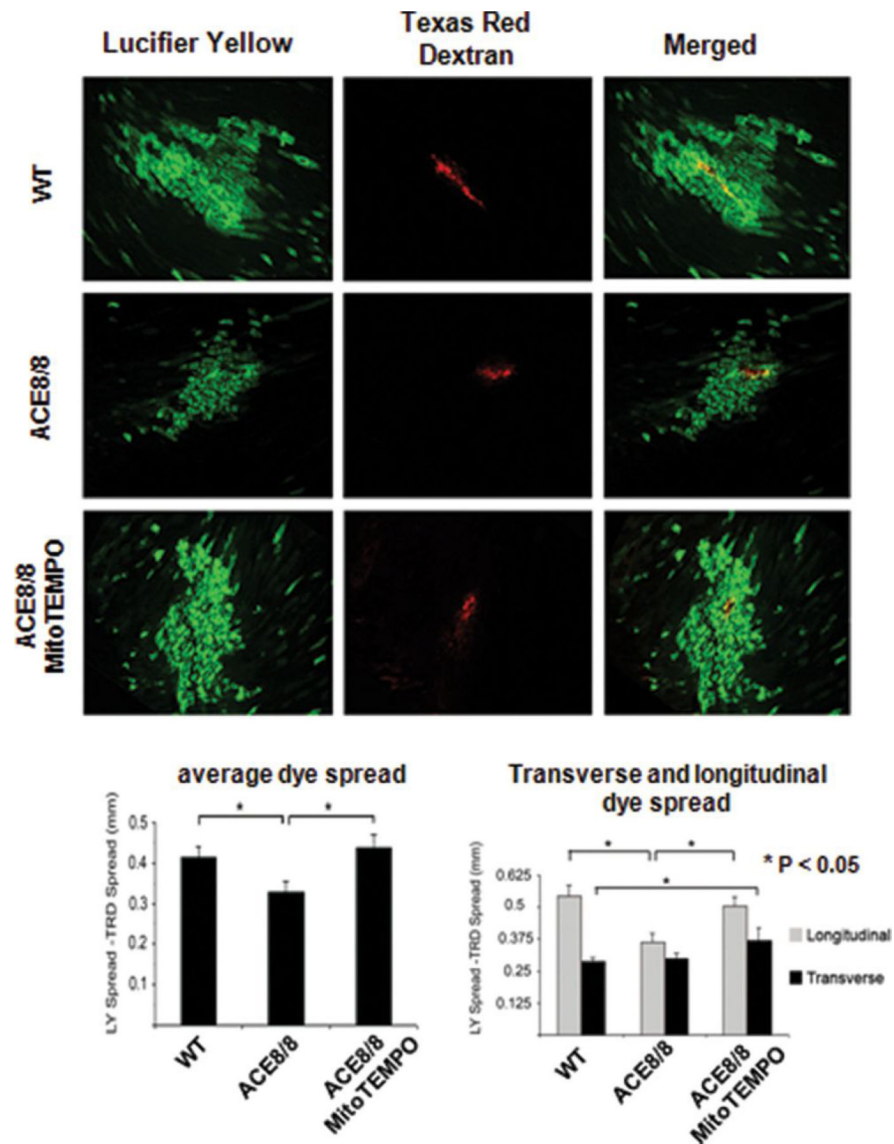 Lucifier Yellow
Texas Red
Dextran
Merged
WT
ACE8/8
ACE8/8
MitoTEMPO
average dye spread
LY Spread -TRD Spread (mm)
0.5
0.4
0.3
0.2
0.1
*
*
WT
ACE8/8
ACE8/8
MitoTEMPO
Transverse and longitudinal
dye spread
LY Spread -TRD Spread (mm)
0.625
0.5
0.375
0.25
0.125
*
*
*
* P < 0.05
Longitudinal
Transverse
WT
ACE8/8
ACE8/8
MitoTEMPO